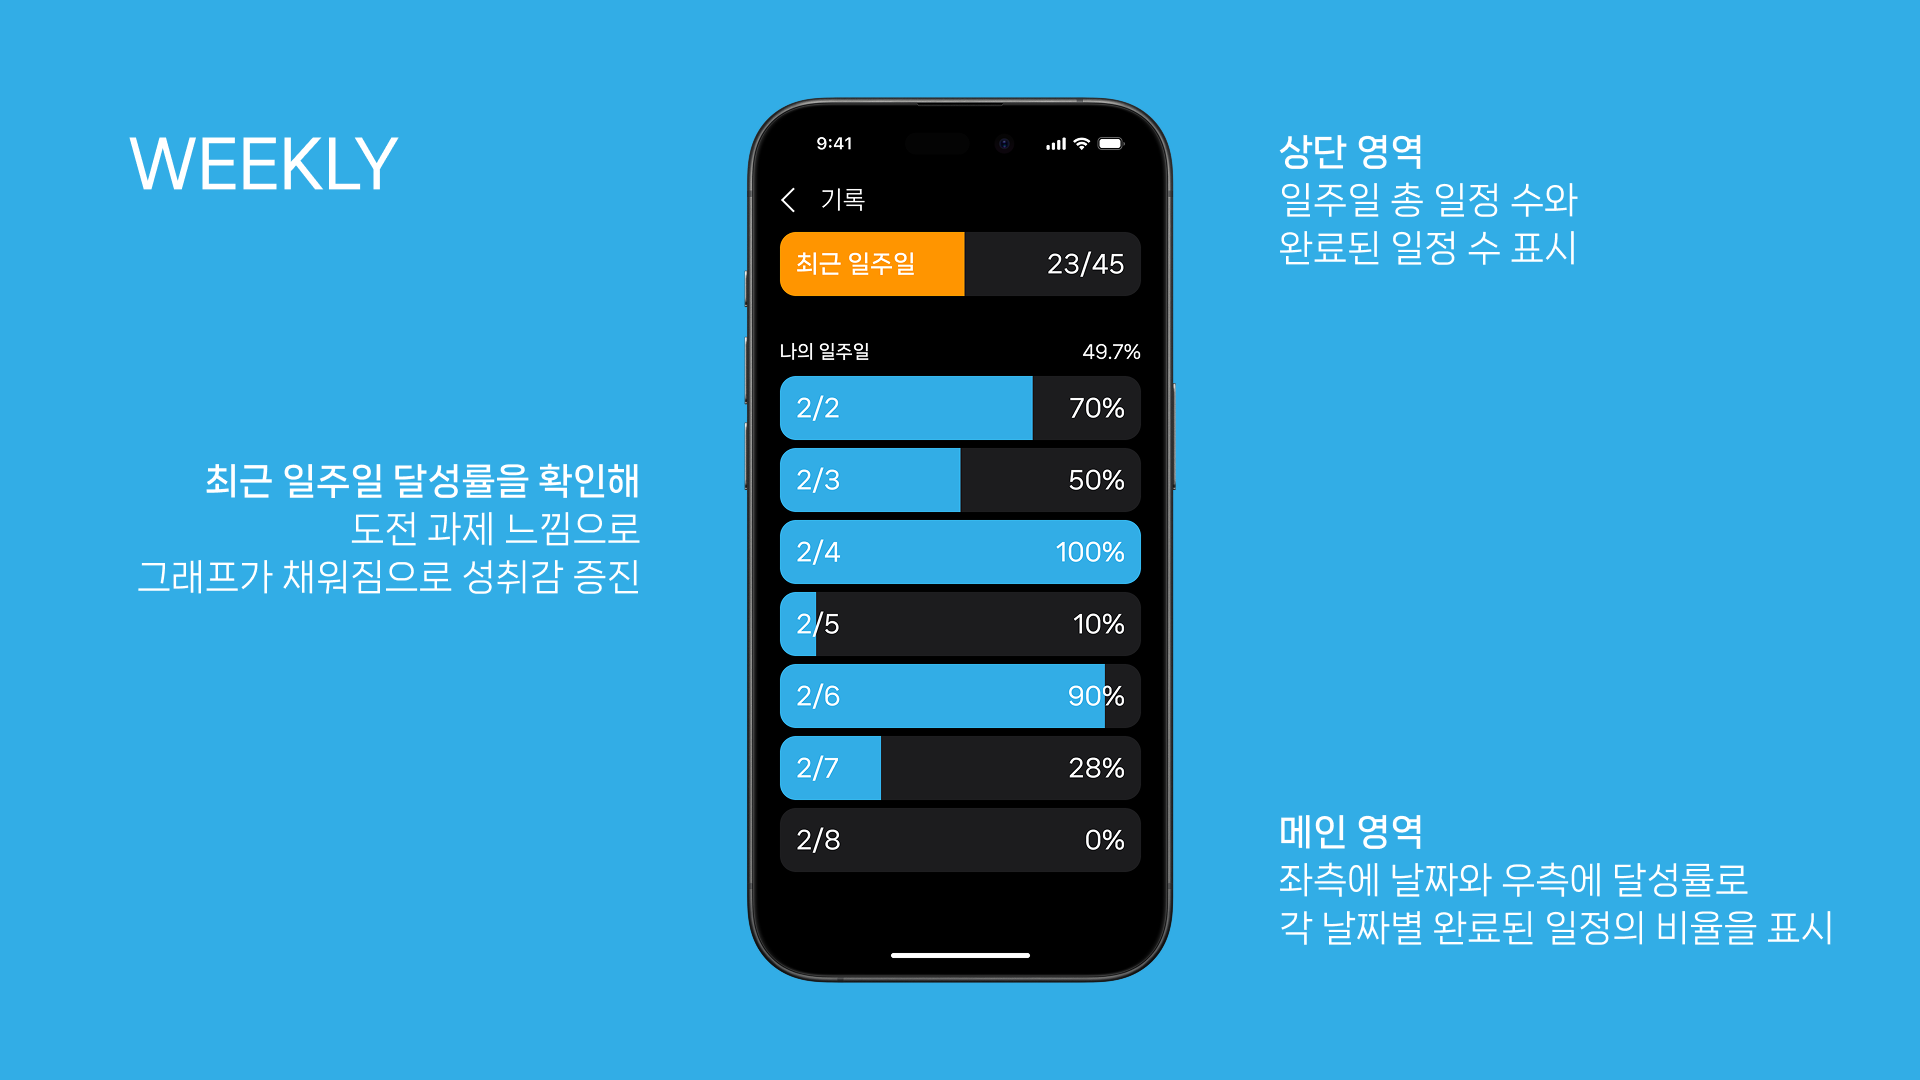 WEEKLY
최근 일주일 달성률을 확인해
도전 과제 느낌으로
그래프가 채워짐으로 성취감 증진
9:41
기록
최근 일주일 23/45
나의 일주일 49.7%
2/2 70%
2/3 50%
2/4 100%
2/5 10%
2/6 90%
2/7 28%
2/8 0%
상단 영역
일주일 총 일정 수와
완료된 일정 수 표시
메인 영역
좌측에 날짜와 우측에 달성률로
각 날짜별 완료된 일정의 비율을 표시